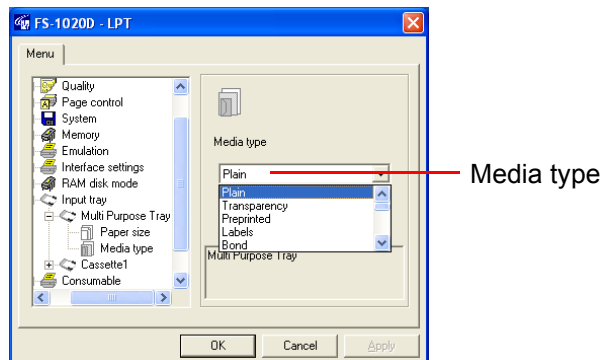 FS-1020D - LPT
Menu
Quality
Page control
System
Memory
Emulation
Interface settings
RAM disk mode
Input tray
Multi Purpose Tray
Paper size
Media type
Cassette1
Consumable
Media type
Plain
Plain
Transparency
Preprinted
Labels
Bond
Multi Purpose Tray
Media type
OK Cancel Apply